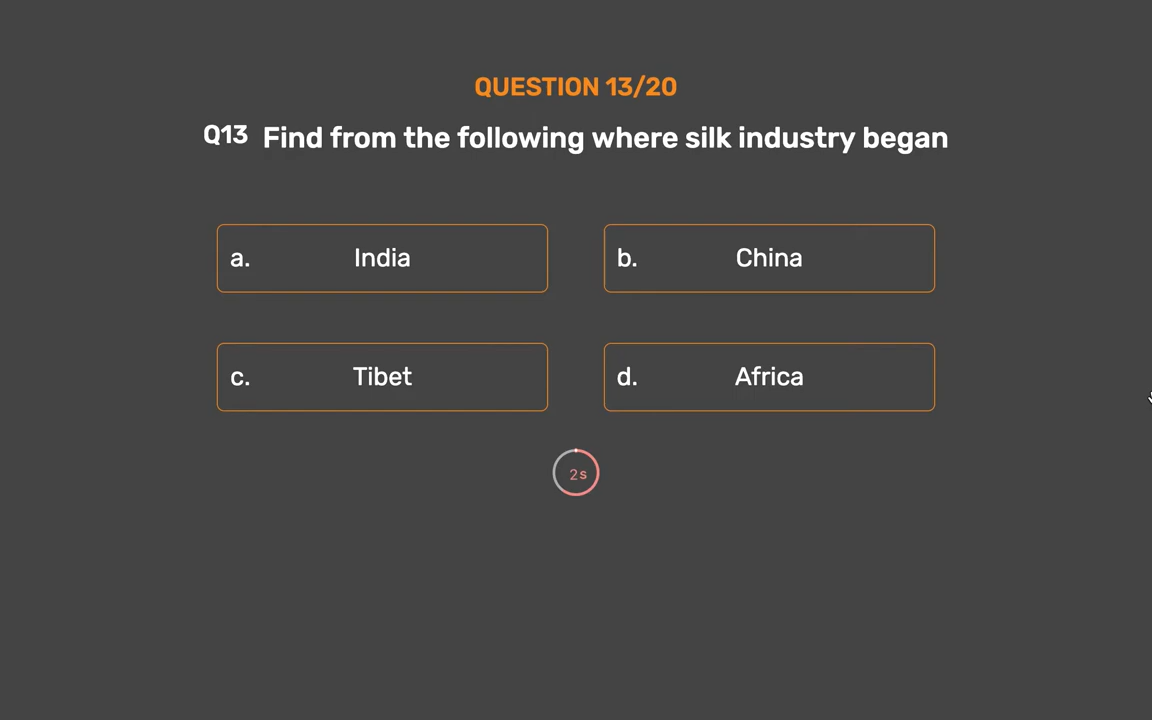 QUESTION 13/20
Q13 Find from the following where silk industry began
a. India
b. China
c. Tibet
d. Africa
2s